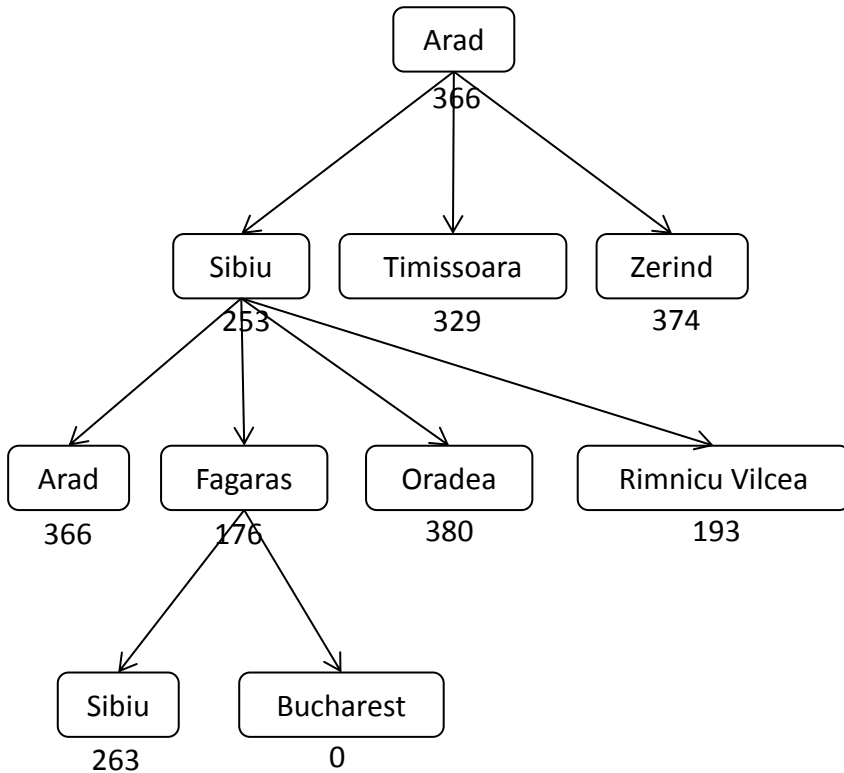 Arad
366
Sibiu Timissoara Zerind
253 329 374
Arad Fagaras Oradea Rimnicu Vilcea
366 176 380 193
Sibiu Bucharest
263 0